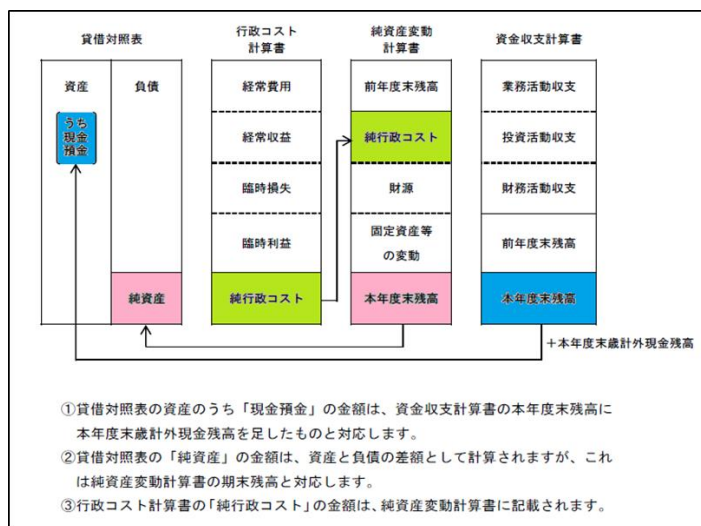 貸借対照表
行政コスト
計算書
純資産変動
計算書
資金収支計算書
資産
負債
うち
現金
預金
純資産
経常費用
経常収益
臨時損失
臨時利益
純行政コスト
前年度末残高
純行政コスト
財源
固定資産等
の変動
本年度末残高
業務活動収支
投資活動収支
財務活動収支
前年度末残高
本年度末残高
＋本年度末歳計外現金残高
①貸借対照表の資産のうち「現金預金」の金額は、資金収支計算書の本年度末残高に
本年度末歳計外現金残高を足したものと対応します。
②貸借対照表の「純資産」の金額は、資産と負債の差額として計算されますが、これ
は純資産変動計算書の期末残高と対応します。
③行政コスト計算書の「純行政コスト」の金額は、純資産変動計算書に記載されます。